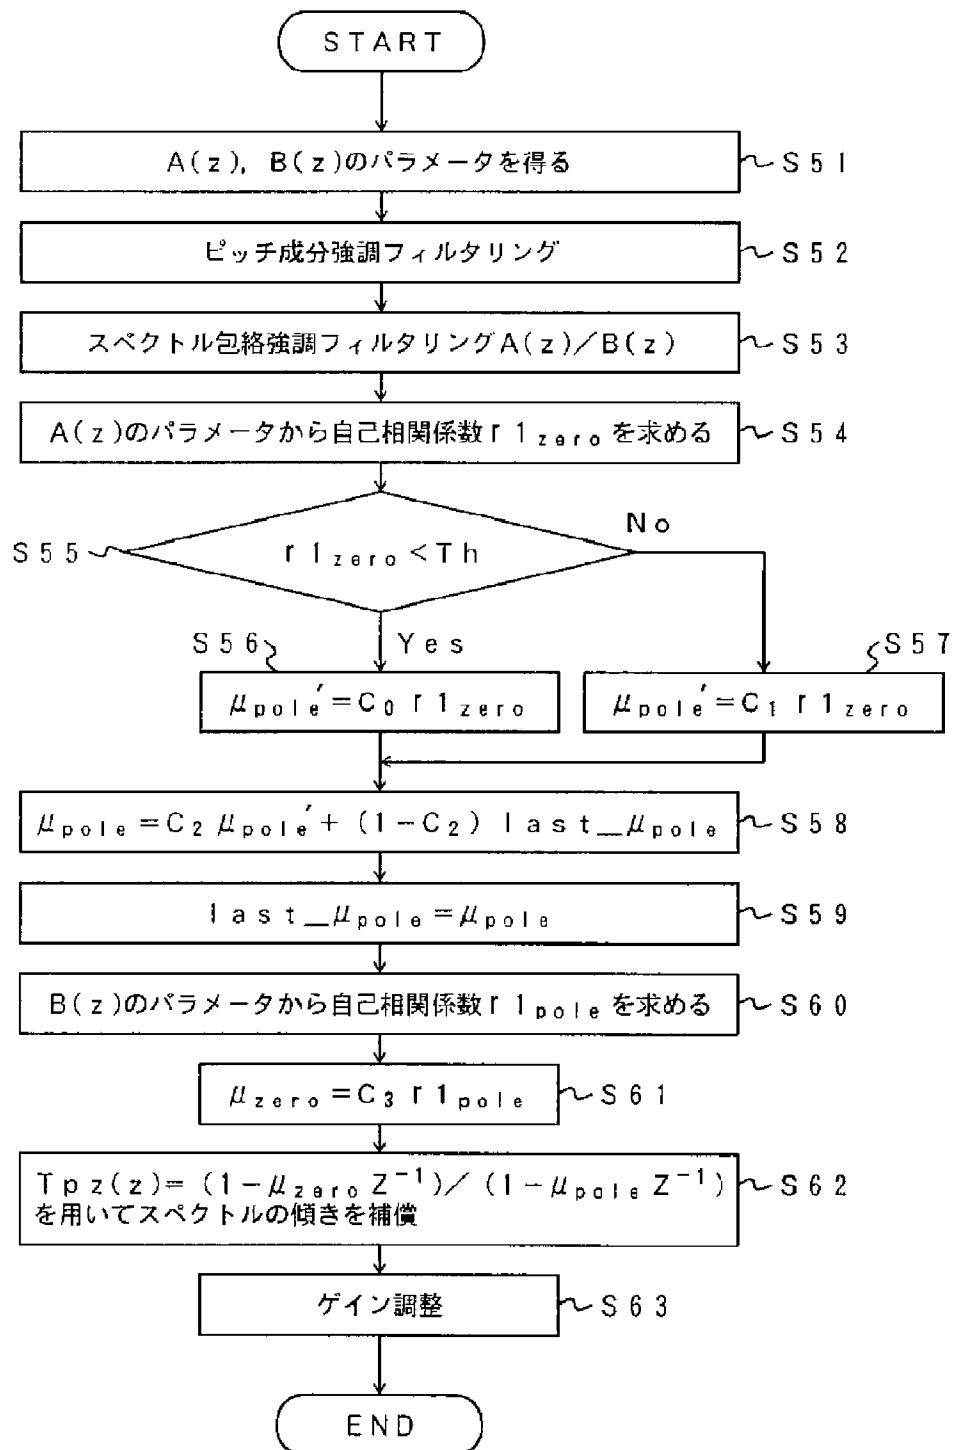 START
A(z), B(z)のパラメータを得る
S51
ピッチ成分強調フィルタリング
S52
スペクトル包絡強調フィルタリングA(z)/B(z)
S53
A(z)のパラメータから自己相関係数r1zeroを求める
S54
S55
r1zero<Th
No
Yes
S56
S57
μpole′=C0 r1zero
μpole′=C1 r1zero
μpole=C2 μpole′+(1-C2) last_μpole
S58
last_μpole=μpole
S59
B(z)のパラメータから自己相関係数r1poleを求める
S60
μzero=C3 r1pole
S61
Tpz(z)=(1-μzero Z⁻¹)/(1-μpole Z⁻¹)
を用いてスペクトルの傾きを補償
S62
ゲイン調整
S63
END